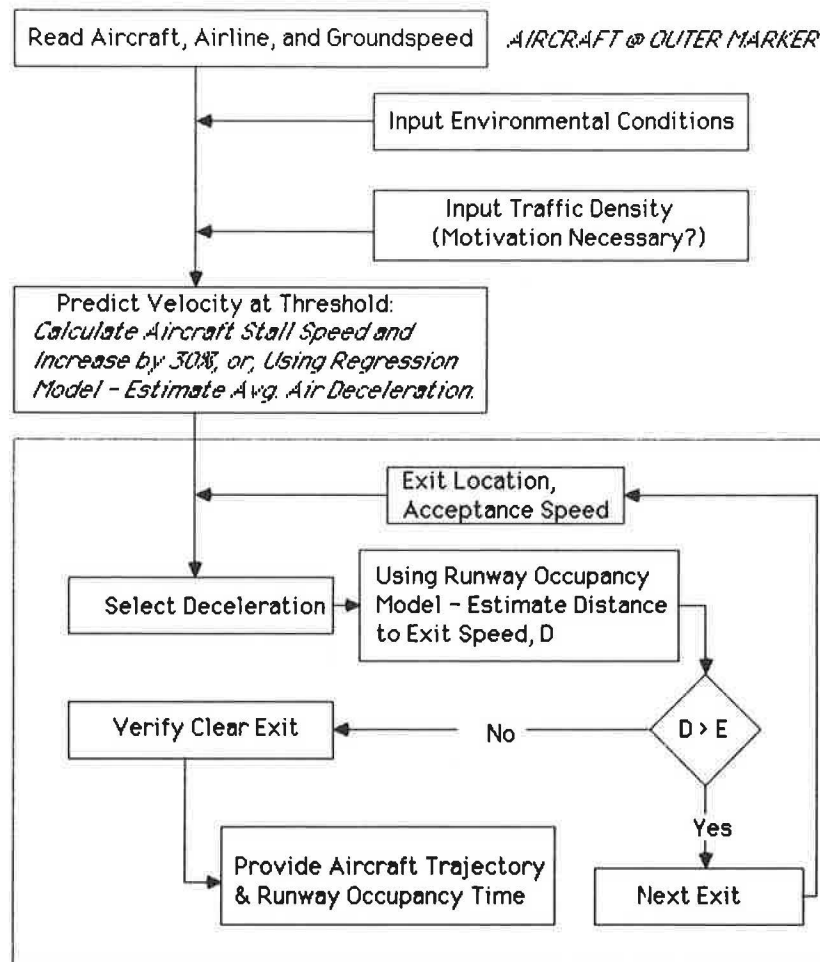 Read Aircraft, Airline, and Groundspeed
AIRCRAFT @ OUTER MARKER
Input Environmental Conditions
Input Traffic Density
(Motivation Necessary?)
Predict Velocity at Threshold:
Calculate Aircraft Stall Speed and
Increase by 30%, or, Using Regression
Model - Estimate Avg. Air Deceleration.
Exit Location,
Acceptance Speed
Select Deceleration
Using Runway Occupancy
Model - Estimate Distance
to Exit Speed, D
D > E
No
Verify Clear Exit
Yes
Provide Aircraft Trajectory
& Runway Occupancy Time
Next Exit